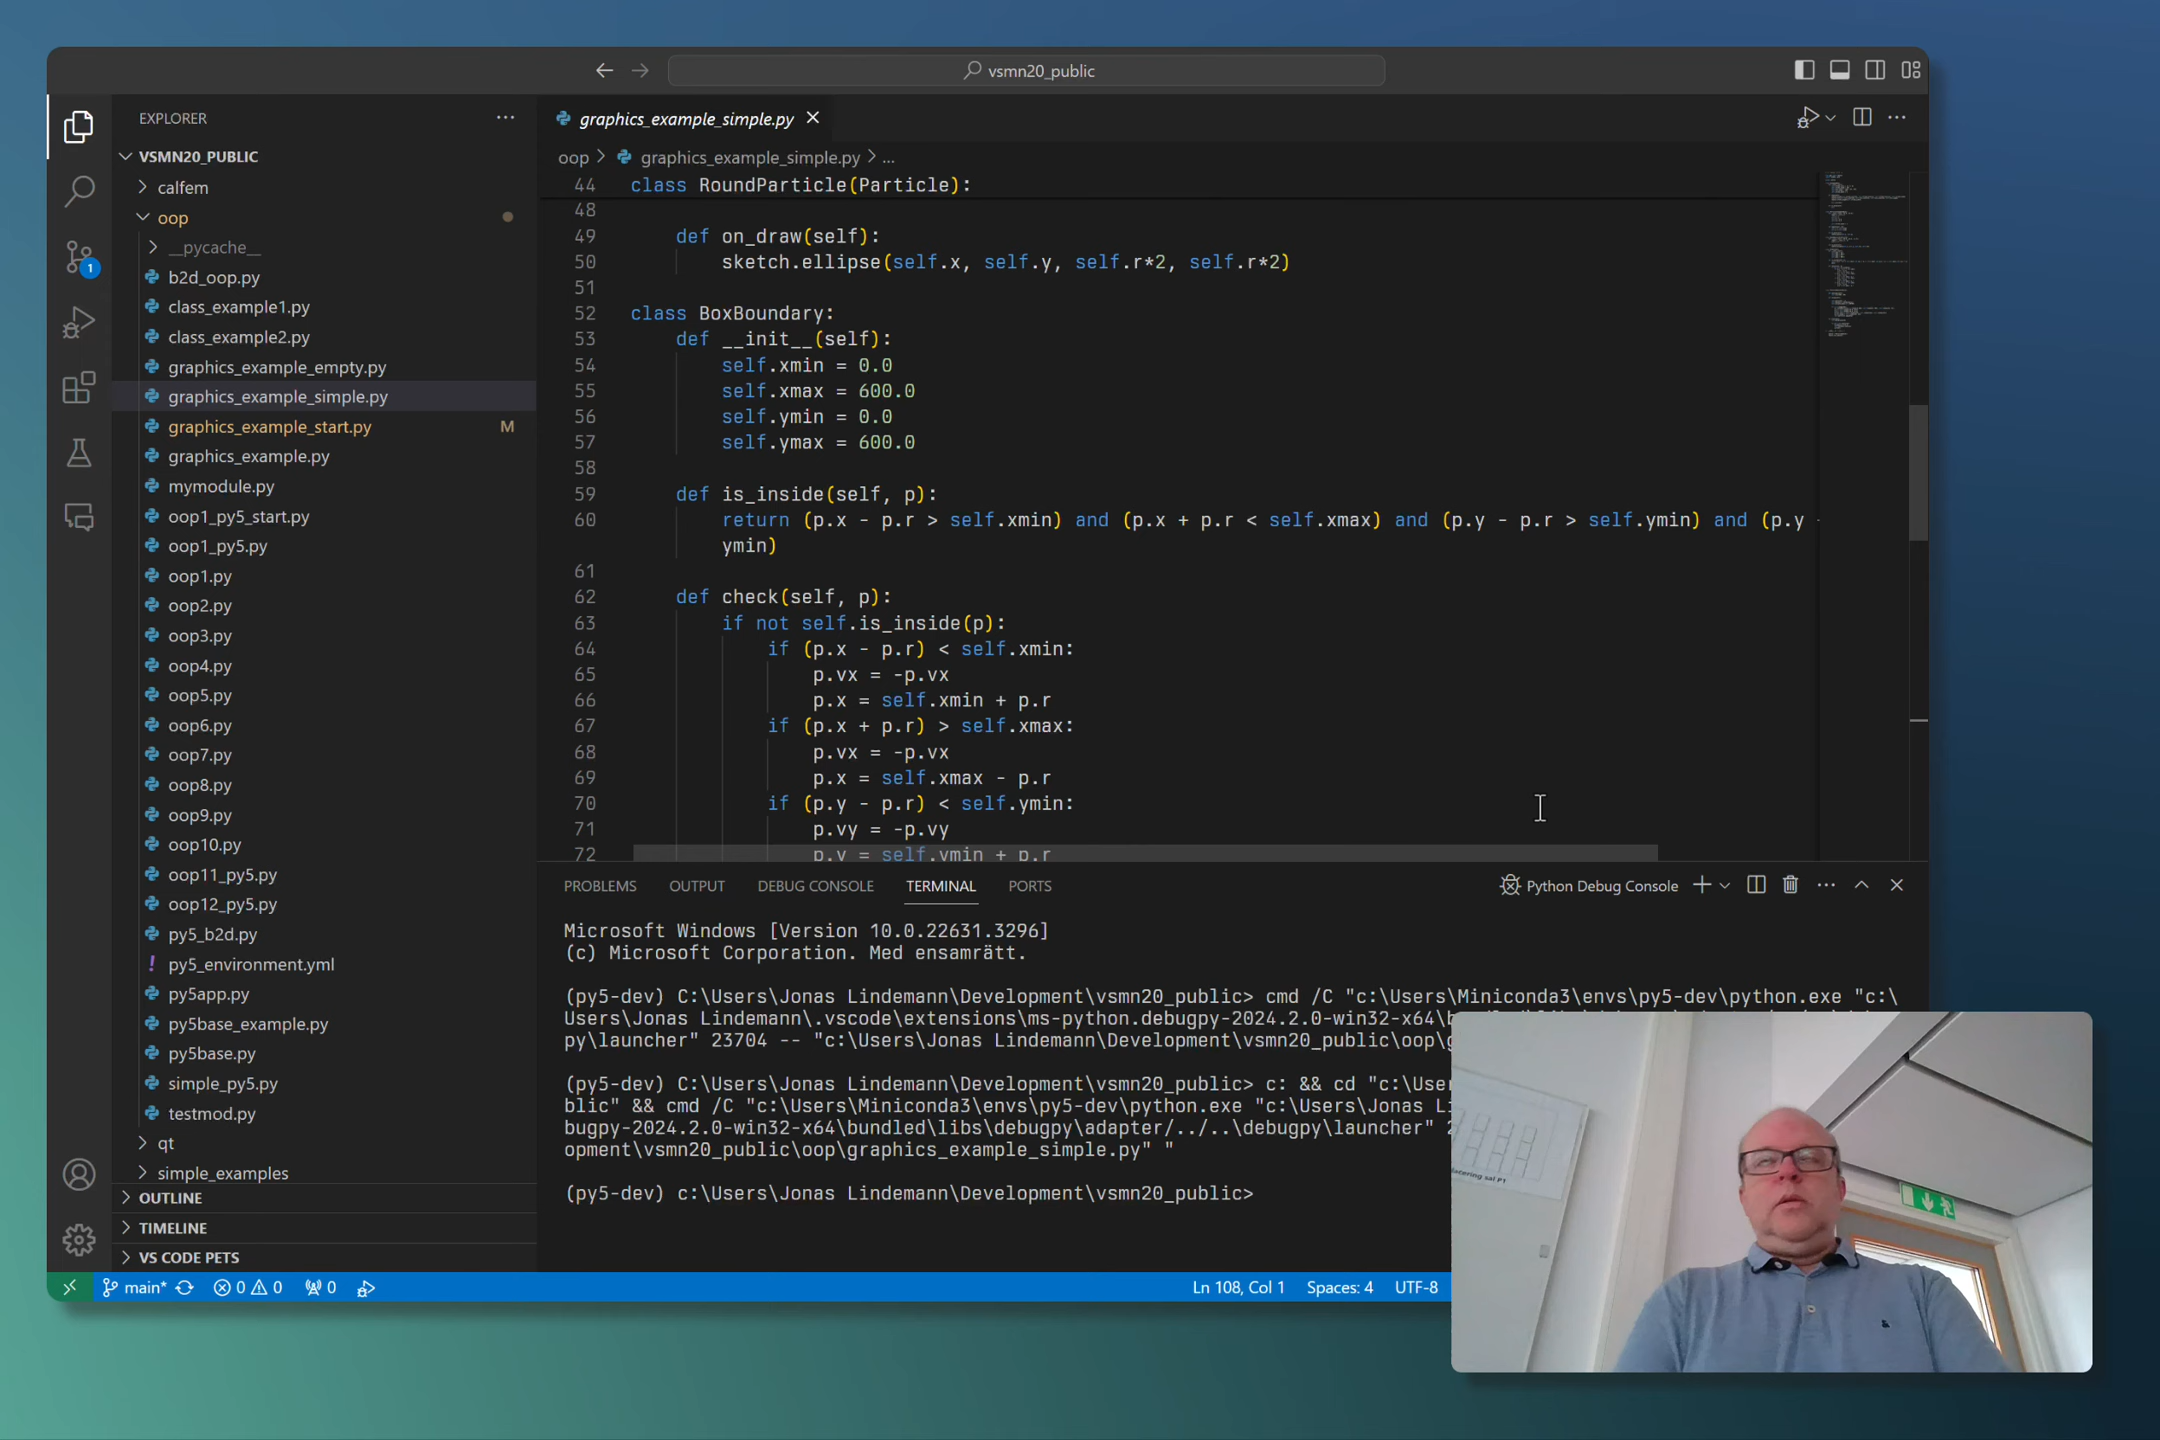 vsmn20_public
EXPLORER
VSMN20_PUBLIC
calfem
oop
__pycache__
b2d_oop.py
class_example1.py
class_example2.py
graphics_example_empty.py
graphics_example_simple.py
graphics_example_start.py M
graphics_example.py
mymodule.py
oop1_py5_start.py
oop1_py5.py
oop1.py
oop2.py
oop3.py
oop4.py
oop5.py
oop6.py
oop7.py
oop8.py
oop9.py
oop10.py
oop11_py5.py
oop12_py5.py
py5_b2d.py
! py5_environment.yml
py5app.py
py5base_example.py
py5base.py
simple_py5.py
testmod.py
qt
simple_examples
OUTLINE
TIMELINE
VS CODE PETS
1
graphics_example_simple.py
oop > graphics_example_simple.py > ...
44 class RoundParticle(Particle):
48
49 def on_draw(self):
50 sketch.ellipse(self.x, self.y, self.r*2, self.r*2)
51
52 class BoxBoundary:
53 def __init__(self):
54 self.xmin = 0.0
55 self.xmax = 600.0
56 self.ymin = 0.0
57 self.ymax = 600.0
58
59 def is_inside(self, p):
60 return (p.x - p.r > self.xmin) and (p.x + p.r < self.xmax) and (p.y - p.r > self.ymin) and (p.y
ymin)
61
62 def check(self, p):
63 if not self.is_inside(p):
64 if (p.x - p.r) < self.xmin:
65 p.vx = -p.vx
66 p.x = self.xmin + p.r
67 if (p.x + p.r) > self.xmax:
68 p.vx = -p.vx
69 p.x = self.xmax - p.r
70 if (p.y - p.r) < self.ymin:
71 p.vy = -p.vy
72 p.y = self.ymin + p.r
PROBLEMS OUTPUT DEBUG CONSOLE TERMINAL PORTS
Python Debug Console
Microsoft Windows [Version 10.0.22631.3296]
(c) Microsoft Corporation. Med ensamrätt.
(py5-dev) C:\Users\Jonas Lindemann\Development\vsmn20_public> cmd /C "c:\Users\Miniconda3\envs\py5-dev\python.exe "c:\
Users\Jonas Lindemann\.vscode\extensions\ms-python.debugpy-2024.2.0-win32-x64\b
py\launcher" 23704 -- "c:\Users\Jonas Lindemann\Development\vsmn20_public\oop\g
(py5-dev) C:\Users\Jonas Lindemann\Development\vsmn20_public> c: && cd "c:\Use
blic" && cmd /C "c:\Users\Miniconda3\envs\py5-dev\python.exe "c:\Users\Jonas L
bugpy-2024.2.0-win32-x64\bundled\libs\debugpy\adapter/../..\debugpy\launcher"
opment\vsmn20_public\oop\graphics_example_simple.py" "
(py5-dev) c:\Users\Jonas Lindemann\Development\vsmn20_public>
main* 0 0 0
Ln 108, Col 1 Spaces: 4 UTF-8
acering sal P1